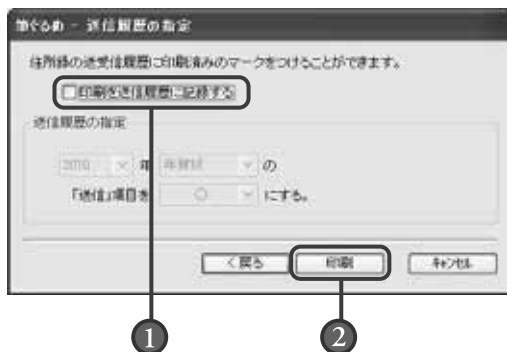 筆ぐるめ - 送信履歴の指定
住所録の送受信履歴に印刷済みのマークをつけることができます。
印刷を送信履歴に記録する
送信履歴の指定
2010 年 年賀状 の
「送信」項目を ○ にする。
<戻る 印刷 キャンセル
1 2